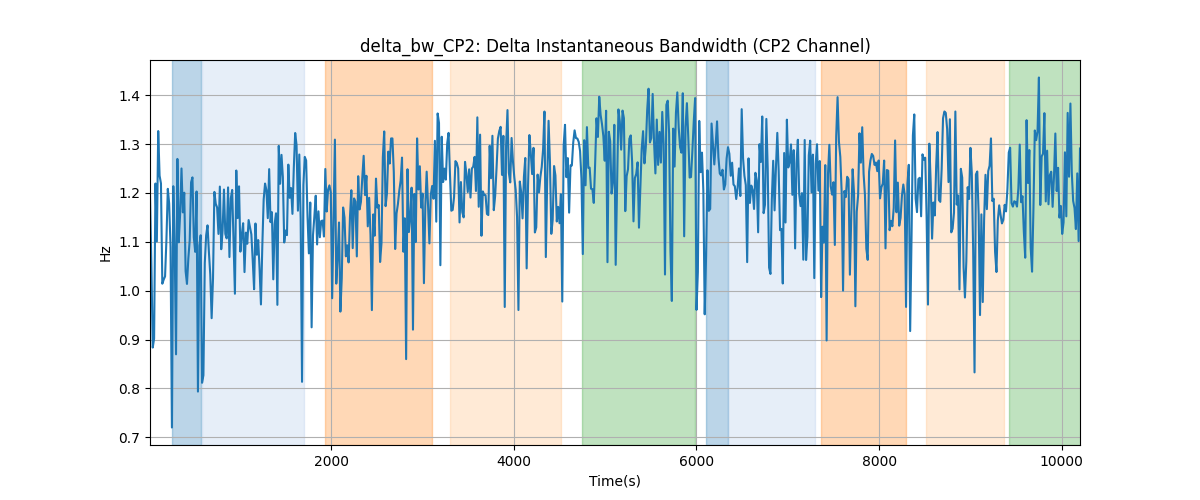 delta_bw_CP2: Delta Instantaneous Bandwidth (CP2 Channel)
1.4
1.3
1.2
1.1
1.0
0.9
0.8
0.7
Hz
2000 4000 6000 8000 10000
Time(s)